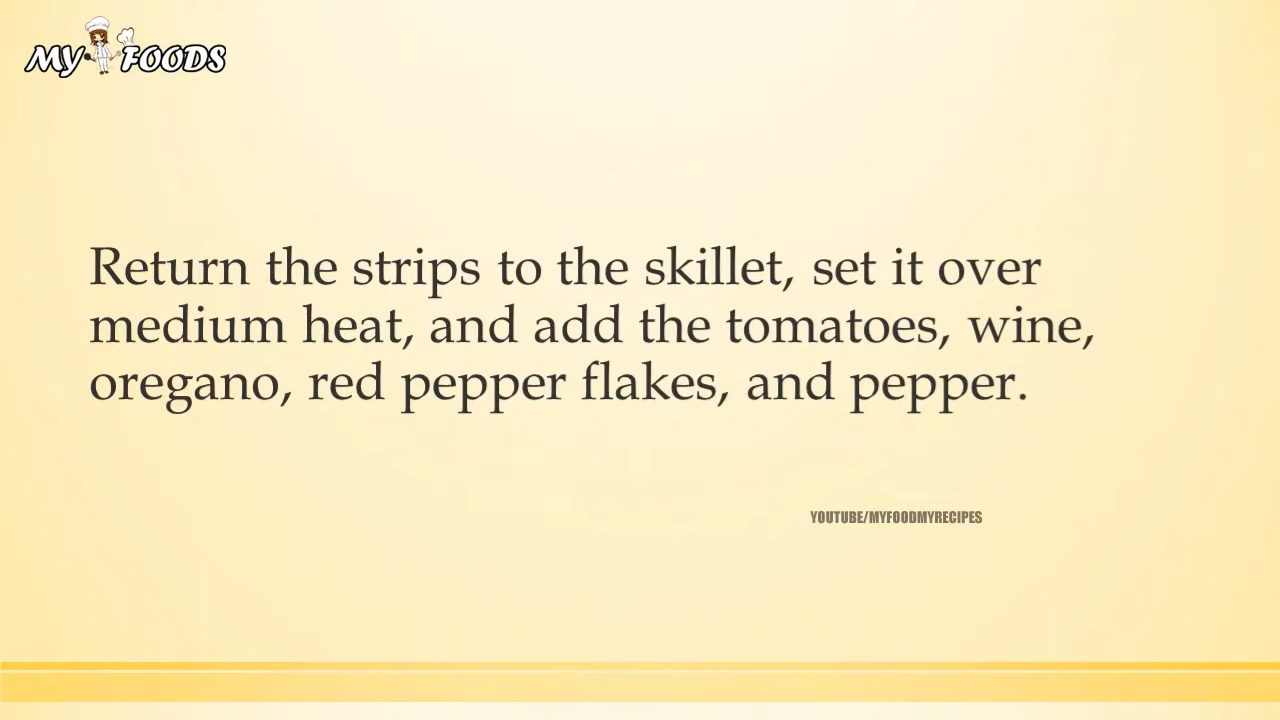 MY FOODS
Return the strips to the skillet, set it over
medium heat, and add the tomatoes, wine,
oregano, red pepper flakes, and pepper.
YOUTUBE/MYFOODMYRECIPES